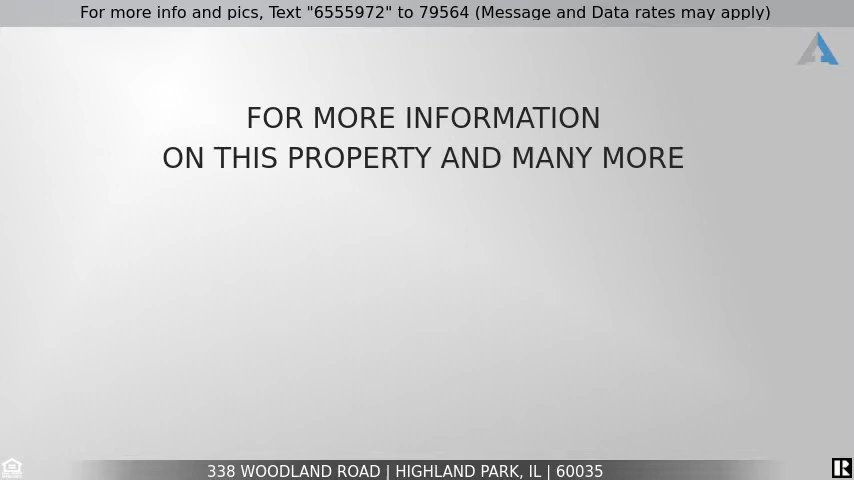 For more info and pics, Text "6555972" to 79564 (Message and Data rates may apply)
FOR MORE INFORMATION
ON THIS PROPERTY AND MANY MORE
338 WOODLAND ROAD | HIGHLAND PARK, IL | 60035